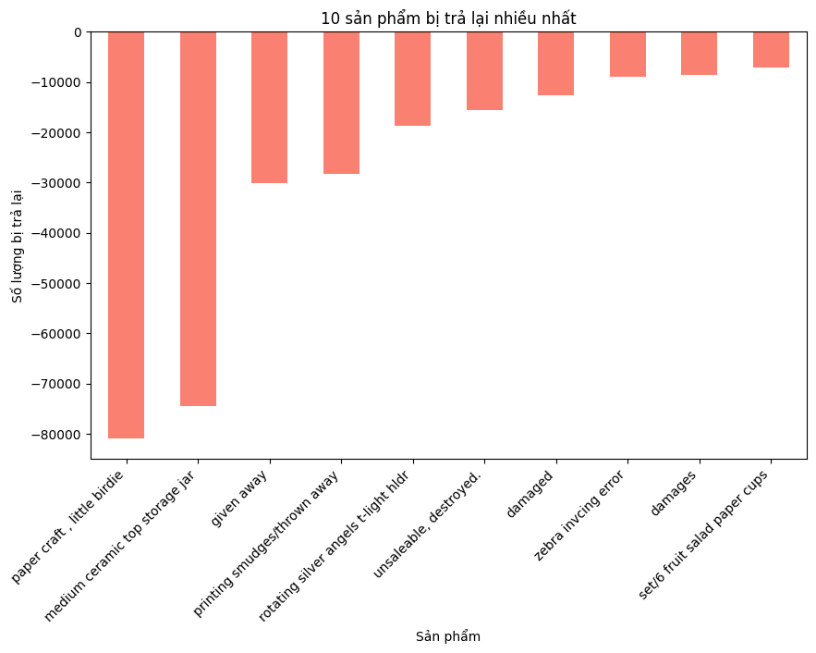 10 sản phẩm bị trả lại nhiều nhất
Số lượng bị trả lại
0
−10000
−20000
−30000
−40000
−50000
−60000
−70000
−80000
paper craft , little birdie
medium ceramic top storage jar
given away
printing smudges/thrown away
rotating silver angels t-light hldr
unsaleable, destroyed.
damaged
zebra invcing error
damages
set/6 fruit salad paper cups
Sản phẩm